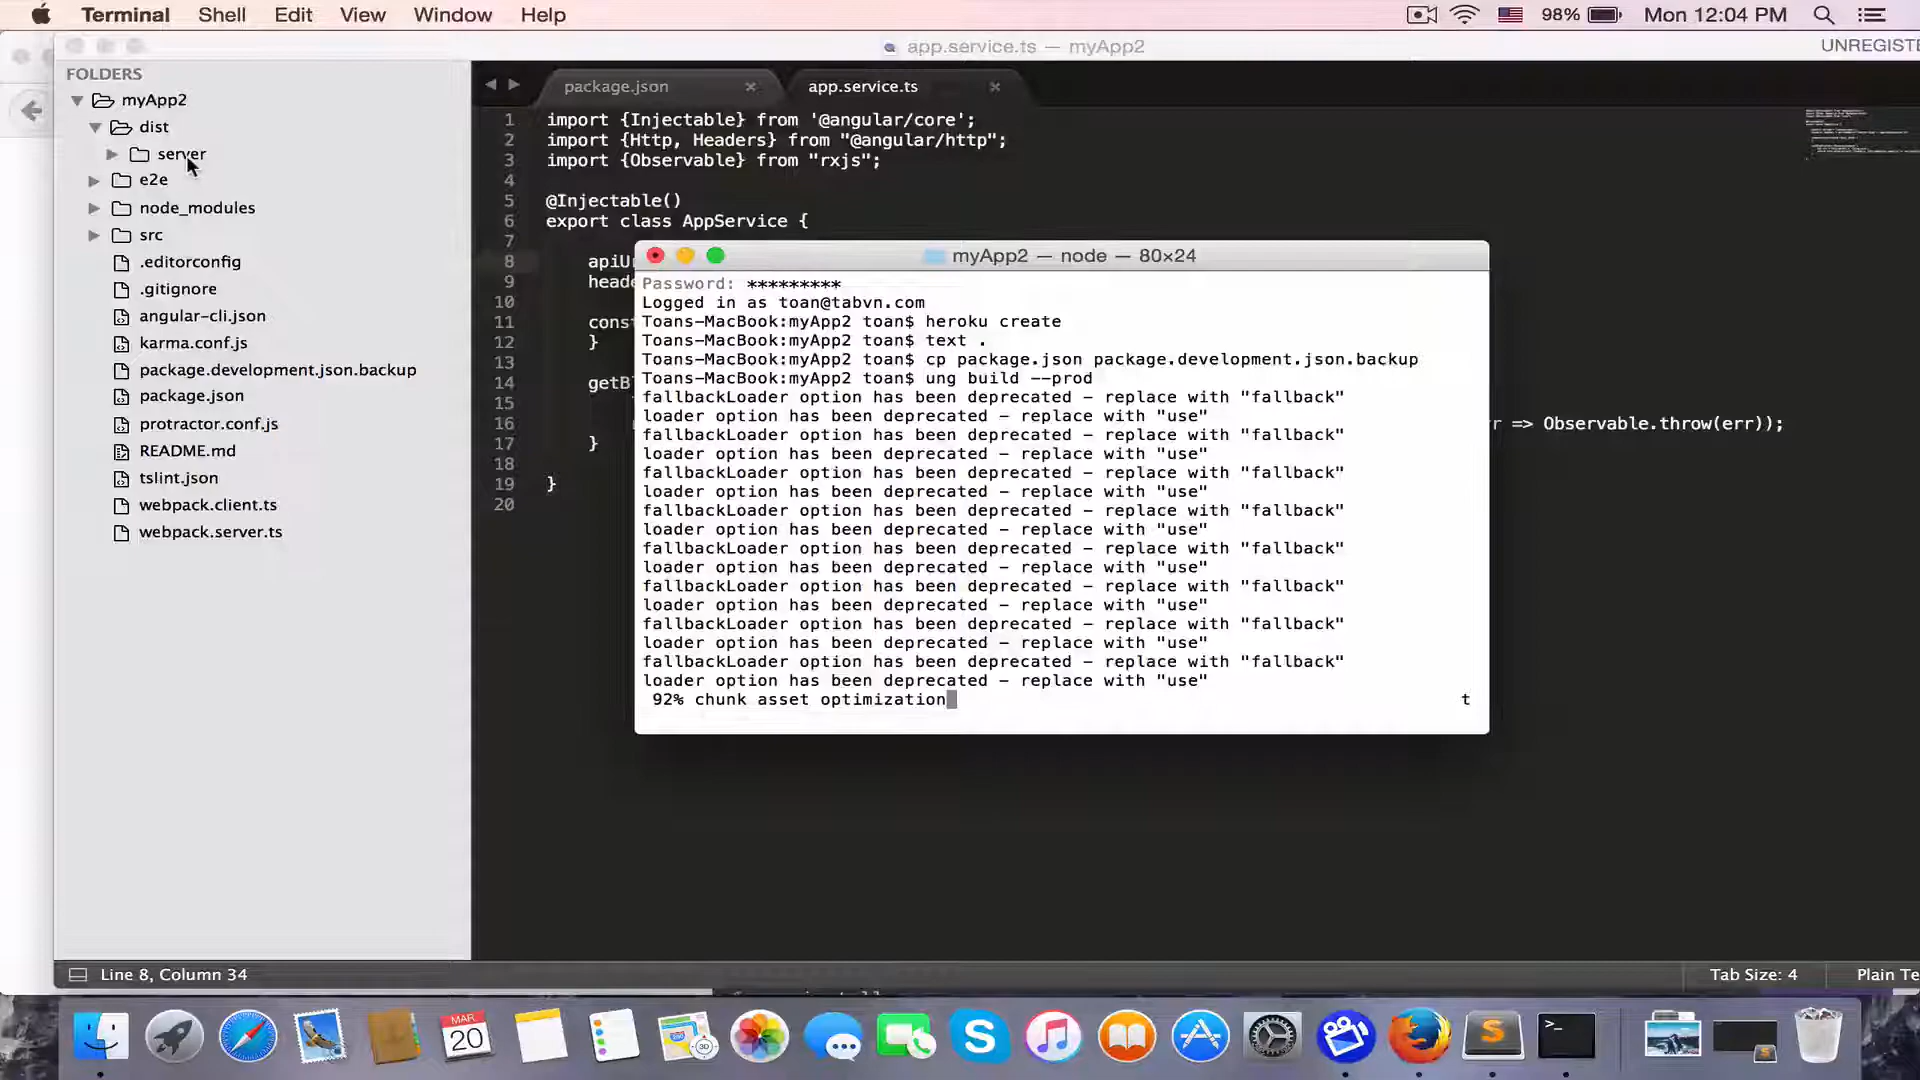 Terminal Shell Edit View Window Help 98% Mon 12:04 PM
app.service.ts — myApp2 UNREGISTE
FOLDERS
myApp2
dist
server
e2e
node_modules
src
.editorconfig
.gitignore
angular-cli.json
karma.conf.js
package.development.json.backup
package.json
protractor.conf.js
README.md
tslint.json
webpack.client.ts
webpack.server.ts
package.json app.service.ts
1 import {Injectable} from '@angular/core';
2 import {Http, Headers} from "@angular/http";
3 import {Observable} from "rxjs";
4
5 @Injectable()
6 export class AppService {
7
8 apiU
9 heade
10
11 const
12 }
13
14 getB
15
16 r => Observable.throw(err));
17 }
18
19 }
20
myApp2 — node — 80×24
Password: *********
Logged in as toan@tabvn.com
Toans-MacBook:myApp2 toan$ heroku create
Toans-MacBook:myApp2 toan$ text .
Toans-MacBook:myApp2 toan$ cp package.json package.development.json.backup
Toans-MacBook:myApp2 toan$ ung build --prod
fallbackLoader option has been deprecated - replace with "fallback"
loader option has been deprecated - replace with "use"
fallbackLoader option has been deprecated - replace with "fallback"
loader option has been deprecated - replace with "use"
fallbackLoader option has been deprecated - replace with "fallback"
loader option has been deprecated - replace with "use"
fallbackLoader option has been deprecated - replace with "fallback"
loader option has been deprecated - replace with "use"
fallbackLoader option has been deprecated - replace with "fallback"
loader option has been deprecated - replace with "use"
fallbackLoader option has been deprecated - replace with "fallback"
loader option has been deprecated - replace with "use"
fallbackLoader option has been deprecated - replace with "fallback"
loader option has been deprecated - replace with "use"
fallbackLoader option has been deprecated - replace with "fallback"
loader option has been deprecated - replace with "use"
92% chunk asset optimization t
Line 8, Column 34 Tab Size: 4 Plain Te
MAR
20